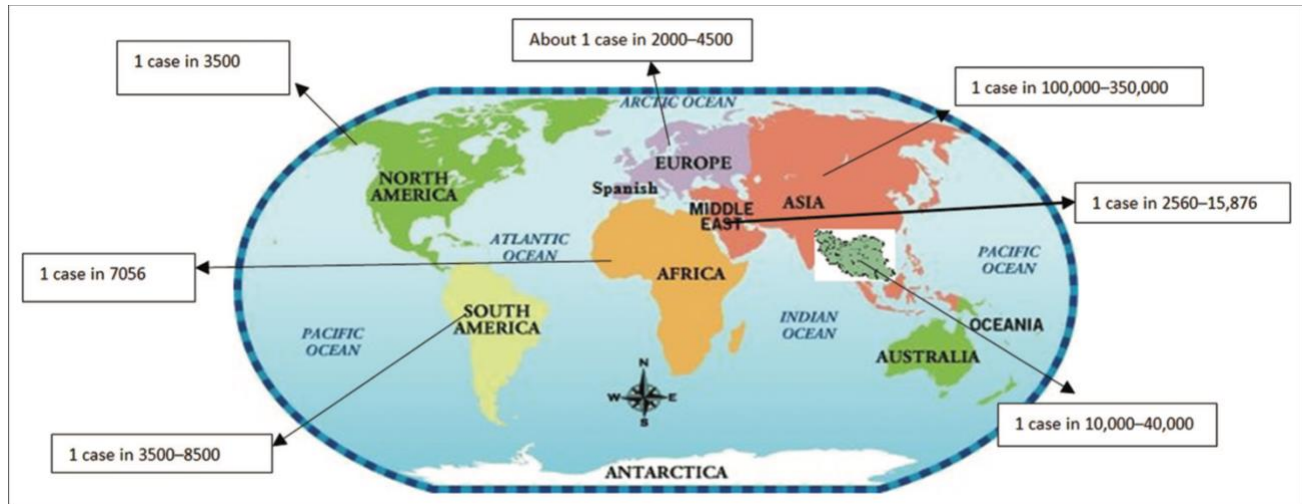 About 1 case in 2000–4500
1 case in 3500
1 case in 100,000–350,000
ARCTIC OCEAN
EUROPE
NORTH
AMERICA
Spanish
MIDDLE
EAST
ASIA
1 case in 2560–15,876
ATLANTIC
OCEAN
PACIFIC
OCEAN
1 case in 7056
AFRICA
SOUTH
AMERICA
INDIAN
OCEAN
OCEANIA
PACIFIC
OCEAN
AUSTRALIA
N
W
E
S
1 case in 10,000–40,000
1 case in 3500–8500
ANTARCTICA